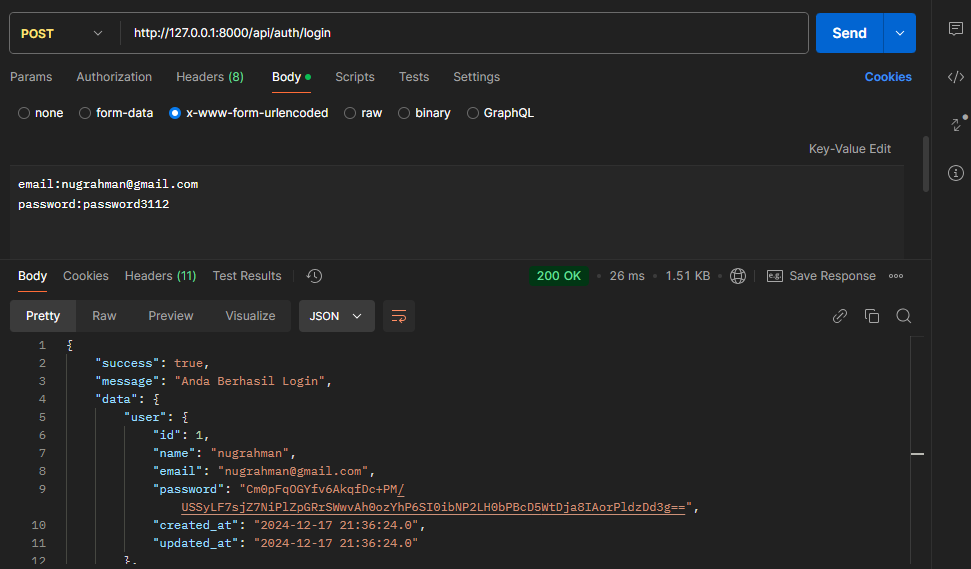 POST http://127.0.0.1:8000/api/auth/login Send
Params Authorization Headers (8) Body Scripts Tests Settings Cookies
none form-data x-www-form-urlencoded raw binary GraphQL
Key-Value Edit
email:nugrahman@gmail.com
password:password3112
Body Cookies Headers (11) Test Results 200 OK • 26 ms • 1.51 KB • e.g. Save Response
Pretty Raw Preview Visualize JSON
1 {
2 "success": true,
3 "message": "Anda Berhasil Login",
4 "data": {
5 "user": {
6 "id": 1,
7 "name": "nugrahman",
8 "email": "nugrahman@gmail.com",
9 "password": "Cm0pFqOGYfv6AkqfDc+PM/
USSyLF7sjZ7NiPlZpGRrSWwvAh0ozYhP6SI0ibNP2LH0bPBcD5WtDja8IAorPldzDd3g==",
10 "created_at": "2024-12-17 21:36:24.0",
11 "updated_at": "2024-12-17 21:36:24.0"
12 },